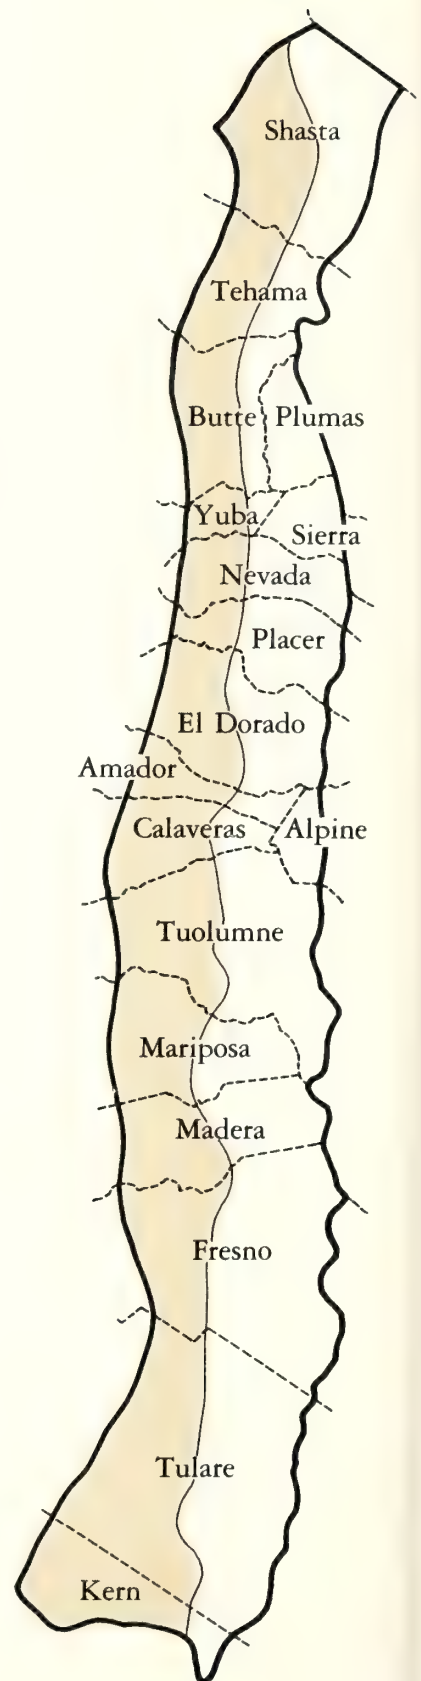 Shasta
Tehama
Butte Plumas
Yuba
Sierra
Nevada
Placer
El Dorado
Amador
Calaveras Alpine
Tuolumne
Mariposa
Madera
Fresno
Tulare
Kern